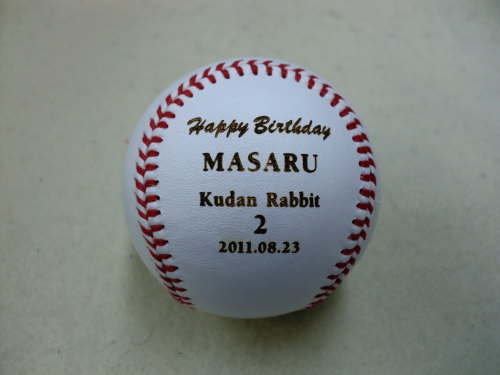 Happy Birthday
MASARU
Kudan Rabbit
2
2011.08.23